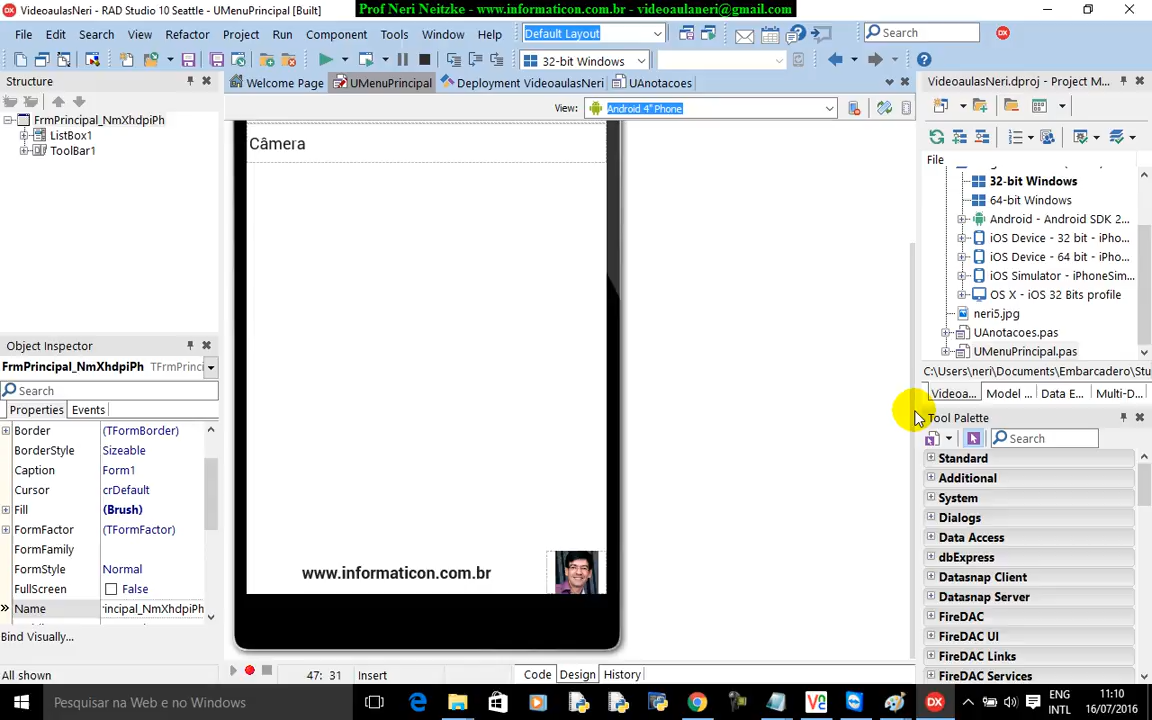 VideoaulasNeri - RAD Studio 10 Seattle - UMenuPrincipal [Built]
Prof Neri Neitzke - www.informaticon.com.br - videoaulaneri@gmail.com
File Edit Search View Refactor Project Run Component Tools Window Help
Default Layout
Search
32-bit Windows
Structure
Welcome Page UMenuPrincipal Deployment VideoaulasNeri UAnotacoes
VideoaulasNeri.dproj - Project M...
View: Android 4" Phone
FrmPrincipal_NmXhdpiPh
ListBox1
ToolBar1
Câmera
File
32-bit Windows
64-bit Windows
Android - Android SDK 2...
iOS Device - 32 bit - iPho...
iOS Device - 64 bit - iPho...
iOS Simulator - iPhoneSim...
OS X - iOS 32 Bits profile
neri5.jpg
UAnotacoes.pas
UMenuPrincipal.pas
C:\Users\neri\Documents\Embarcadero\Stu
Videoa... Model ... Data E... Multi-D...
Object Inspector
FrmPrincipal_NmXhdpiPh TFrmPrinci
Search
Properties Events
Border (TFormBorder)
BorderStyle Sizeable
Caption Form1
Cursor crDefault
Fill (Brush)
FormFactor (TFormFactor)
FormFamily
FormStyle Normal
FullScreen False
Name rincipal_NmXhdpiPh
Bind Visually...
All shown
www.informaticon.com.br
Tool Palette
Search
Standard
Additional
System
Dialogs
Data Access
dbExpress
Datasnap Client
Datasnap Server
FireDAC
FireDAC UI
FireDAC Links
FireDAC Services
47: 31 Insert
Code Design History
Pesquisar na Web e no Windows
ENG
INTL
11:10
16/07/2016